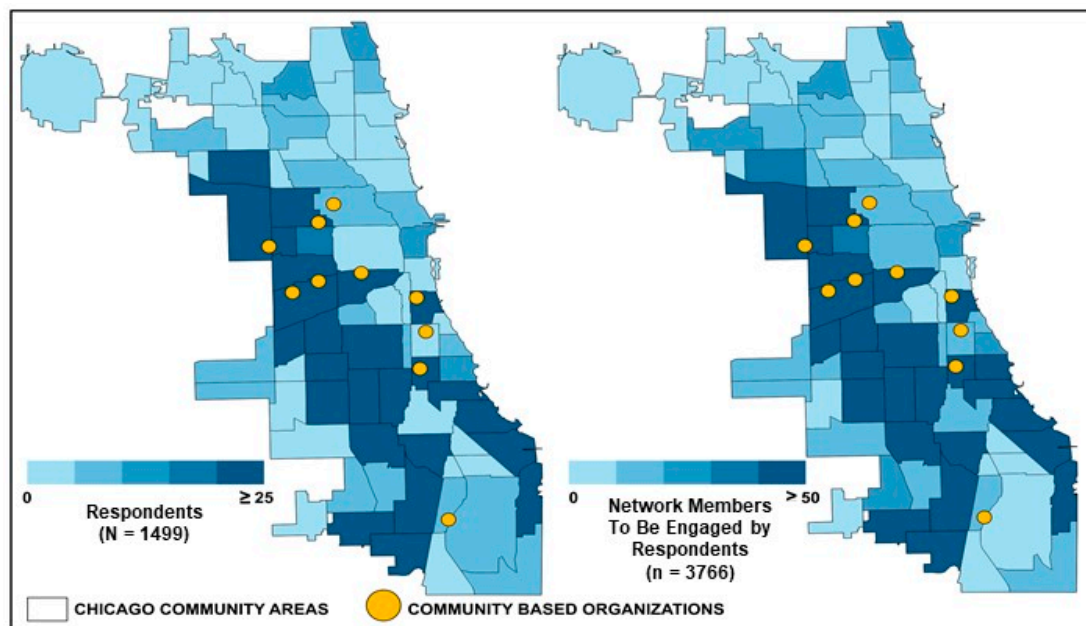 0
≥ 25
Respondents
(N = 1499)
0
> 50
Network Members
To Be Engaged by
Respondents
(n = 3766)
CHICAGO COMMUNITY AREAS
COMMUNITY BASED ORGANIZATIONS